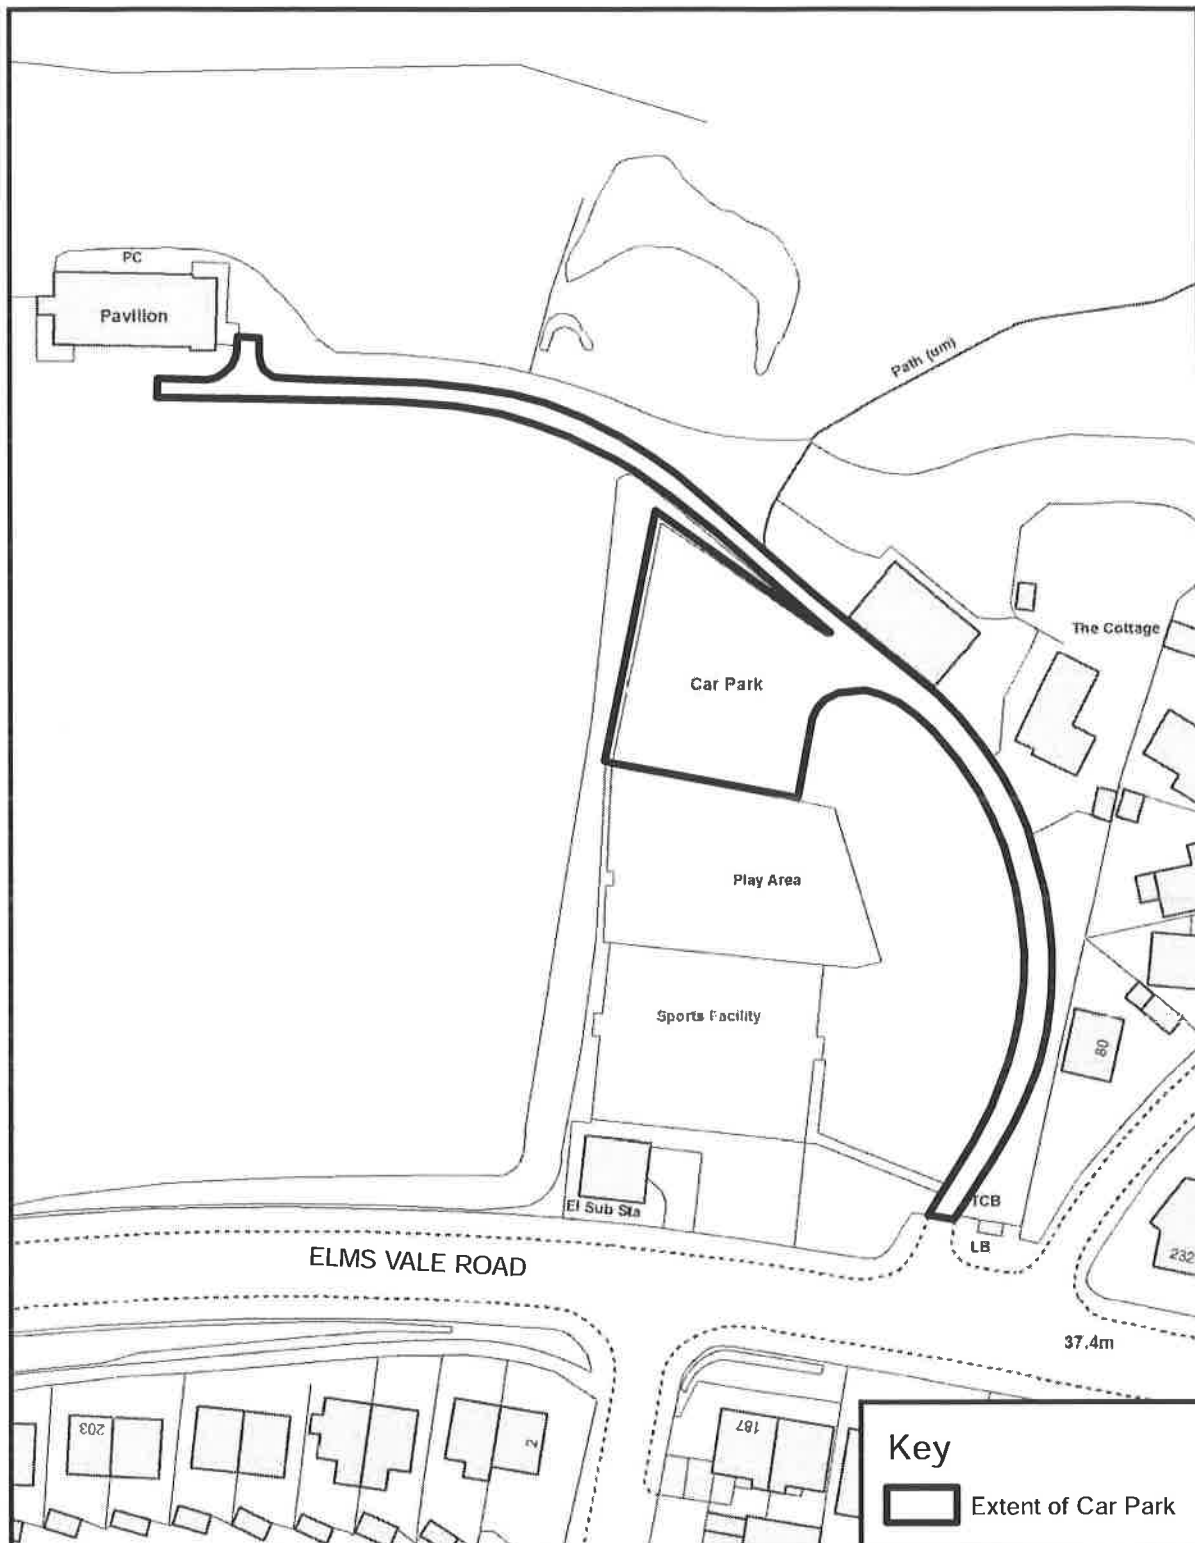 PC
Pavilion
Path (um)
The Cottage
Car Park
Play Area
Sports Facility
80
El Sub Sta
TCB
LB
ELMS VALE ROAD
232
37.4m
203
2
187
Key
Extent of Car Park